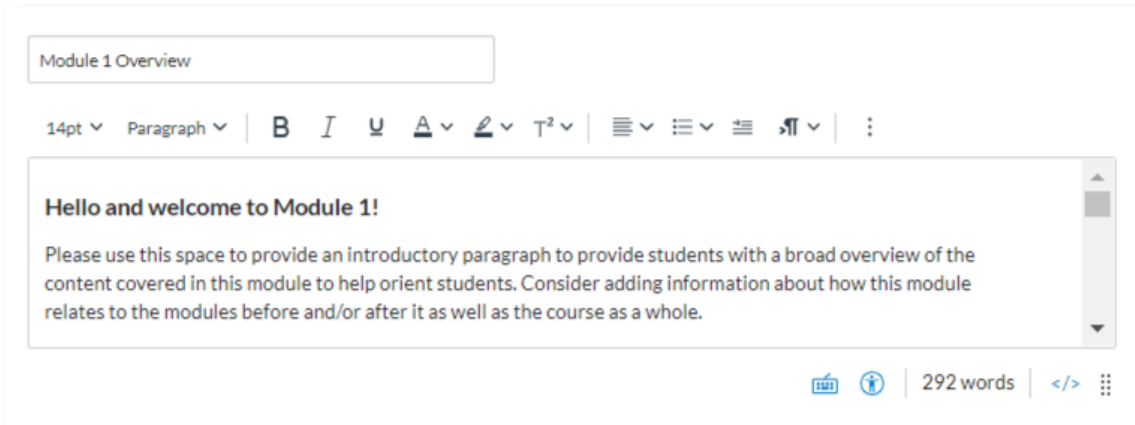 Module 1 Overview
14pt Paragraph B I U A T²
Hello and welcome to Module 1!
Please use this space to provide an introductory paragraph to provide students with a broad overview of the
content covered in this module to help orient students. Consider adding information about how this module
relates to the modules before and/or after it as well as the course as a whole.
292 words </>